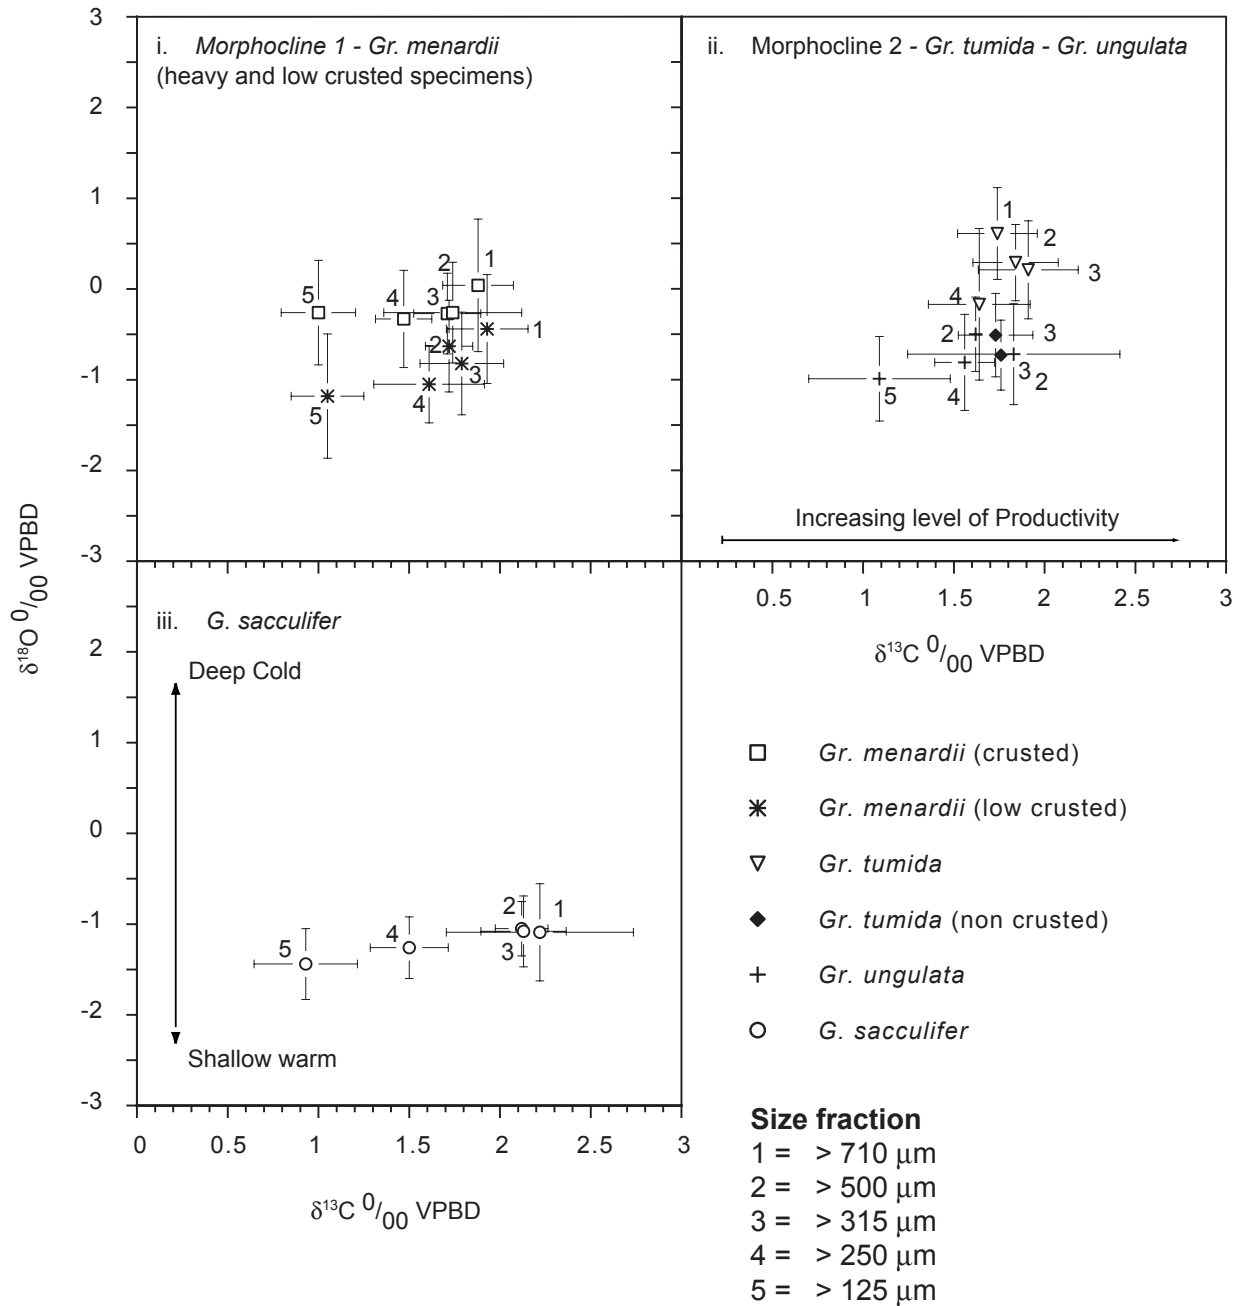 3
2
1
0
-1
-2
-3
i. Morphocline 1 - Gr. menardii
(heavy and low crusted specimens)
5
4
2
3
1
5
4
2
3
1
ii. Morphocline 2 - Gr. tumida - Gr. ungulata
1
2
3
4
2
3
5
4
3
2
Increasing level of Productivity
0.5
1
1.5
2
2.5
3
δ¹³C ⁰/₀₀ VPBD
δ¹⁸O ⁰/₀₀ VPBD
iii. G. sacculifer
Deep Cold
Shallow warm
2
1
0
-1
-2
-3
5
4
2
3
1
0
0.5
1
1.5
2
2.5
3
δ¹³C ⁰/₀₀ VPBD
Gr. menardii (crusted)
Gr. menardii (low crusted)
Gr. tumida
Gr. tumida (non crusted)
Gr. ungulata
G. sacculifer
Size fraction
1 = > 710 μm
2 = > 500 μm
3 = > 315 μm
4 = > 250 μm
5 = > 125 μm